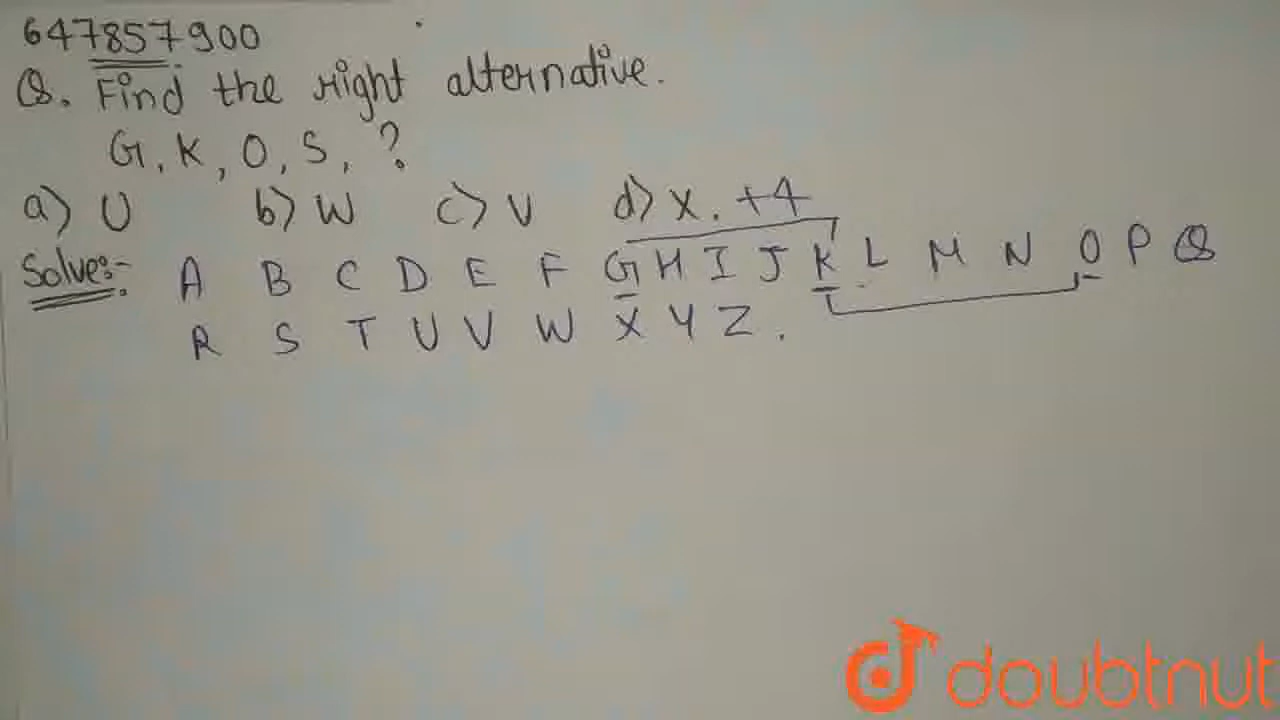 647857900
Q. Find the right alternative.
G, K, O, S, ?
a) U b) W c) V d) X. +4
Solve:- A B C D E F G H I J K L M N O P Q
R S T U V W X Y Z.
doubtnut